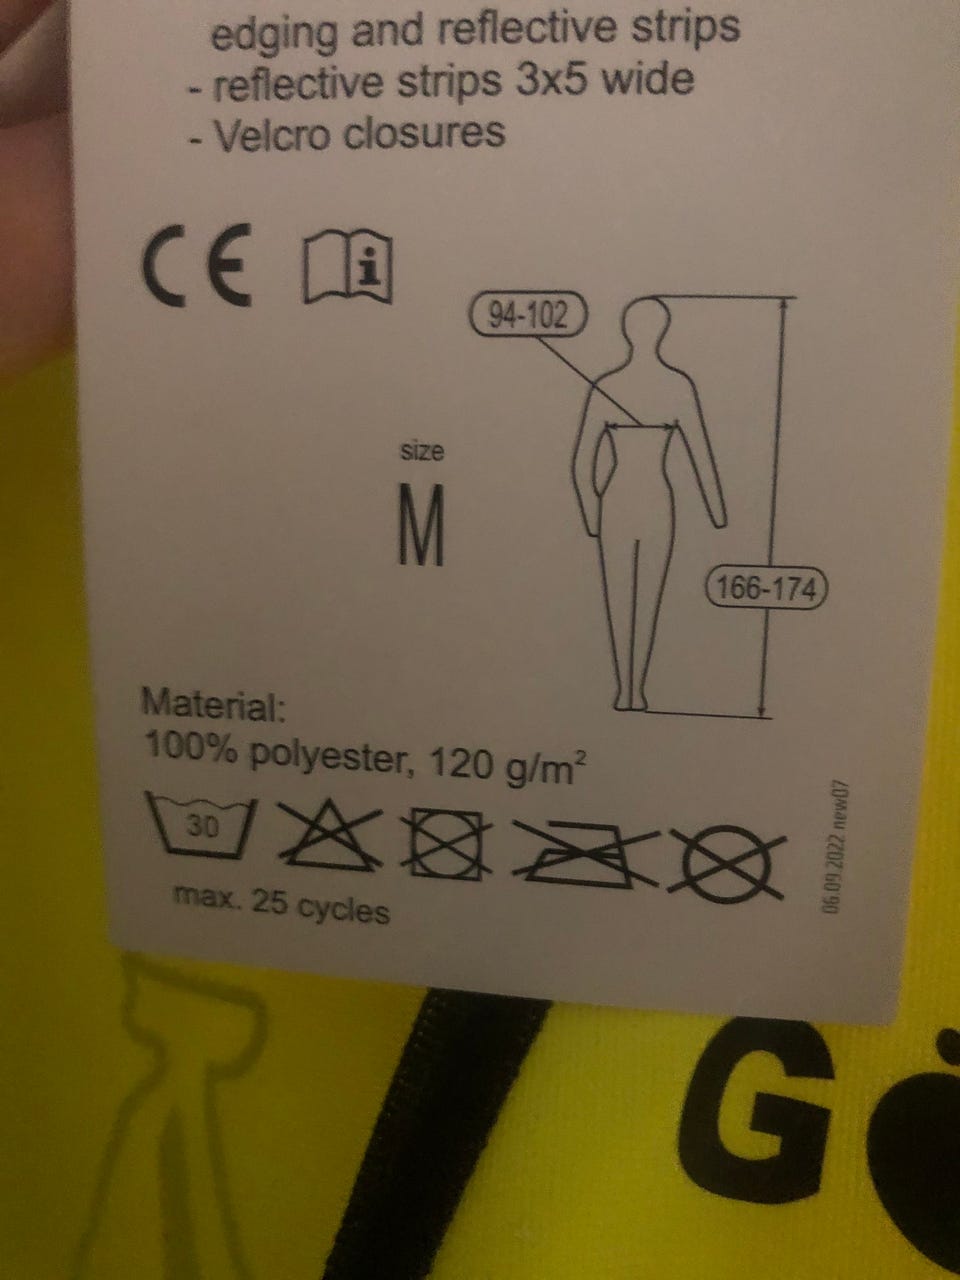 edging and reflective strips
- reflective strips 3x5 wide
- Velcro closures
CE i
94-102
size
M
166-174
Material:
100% polyester, 120 g/m²
30
max. 25 cycles
06.09.2022 new07
G